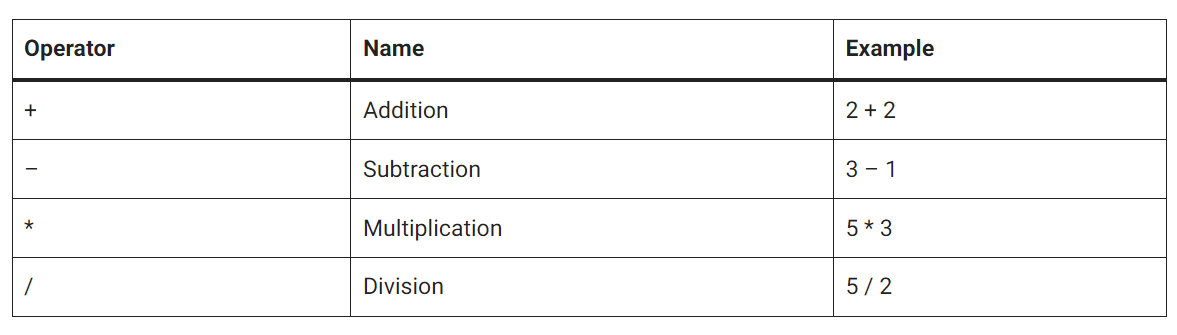 Operator Name Example
+ Addition 2 + 2
– Subtraction 3 – 1
* Multiplication 5 * 3
/ Division 5 / 2